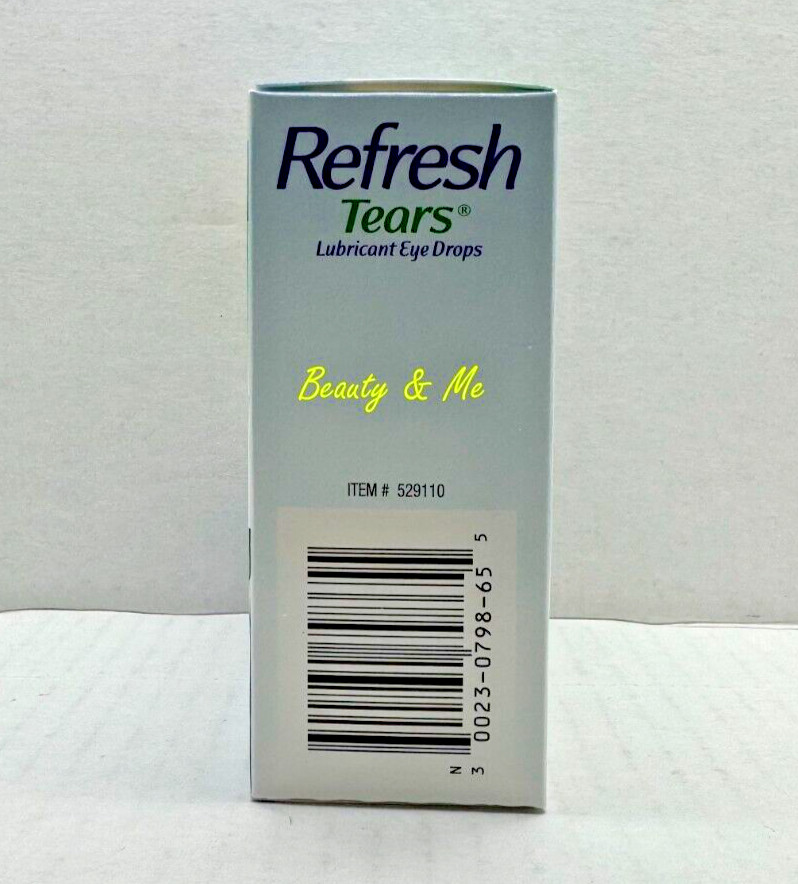 Refresh
Tears®
Lubricant Eye Drops
Beauty & Me
ITEM # 529110
N
3 0023-0798-65 5